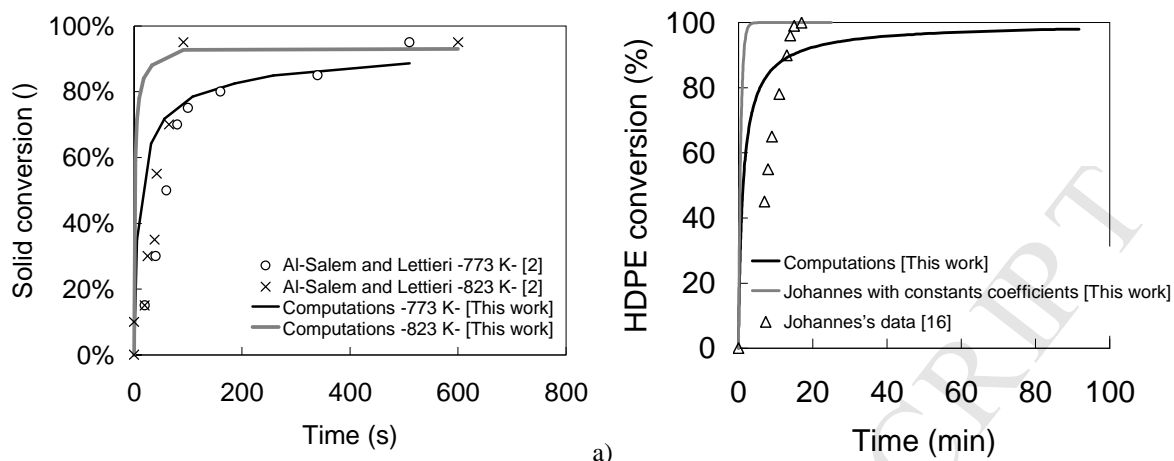 100%
80%
60%
40%
20%
0%
Solid conversion ()
Al-Salem and Lettieri -773 K- [2]
Al-Salem and Lettieri -823 K- [2]
Computations -773 K- [This work]
Computations -823 K- [This work]
0 200 400 600 800
Time (s)
a)
100
80
60
40
20
0
HDPE conversion (%)
Computations [This work]
Johannes with constants coefficients [This work]
Johannes's data [16]
0 20 40 60 80 100
Time (min)
CRIPT